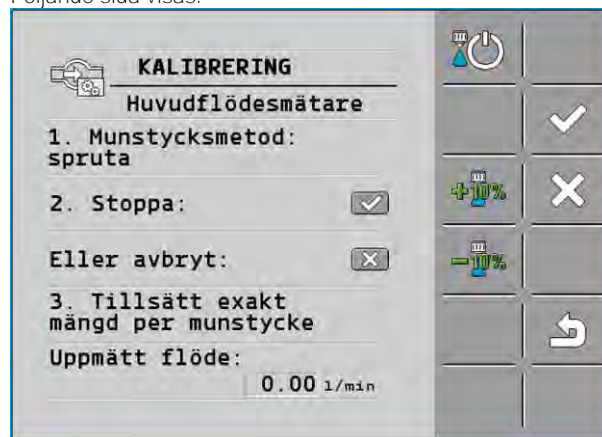 Följande sida visas:
KALIBRERING
Huvudflödesmätare
1. Munstycksmetod:
spruta
2. Stoppa:
Eller avbryt:
3. Tillsätt exakt
mängd per munstycke
Uppmätt flöde:
0.00 l/min
+10%
-10%